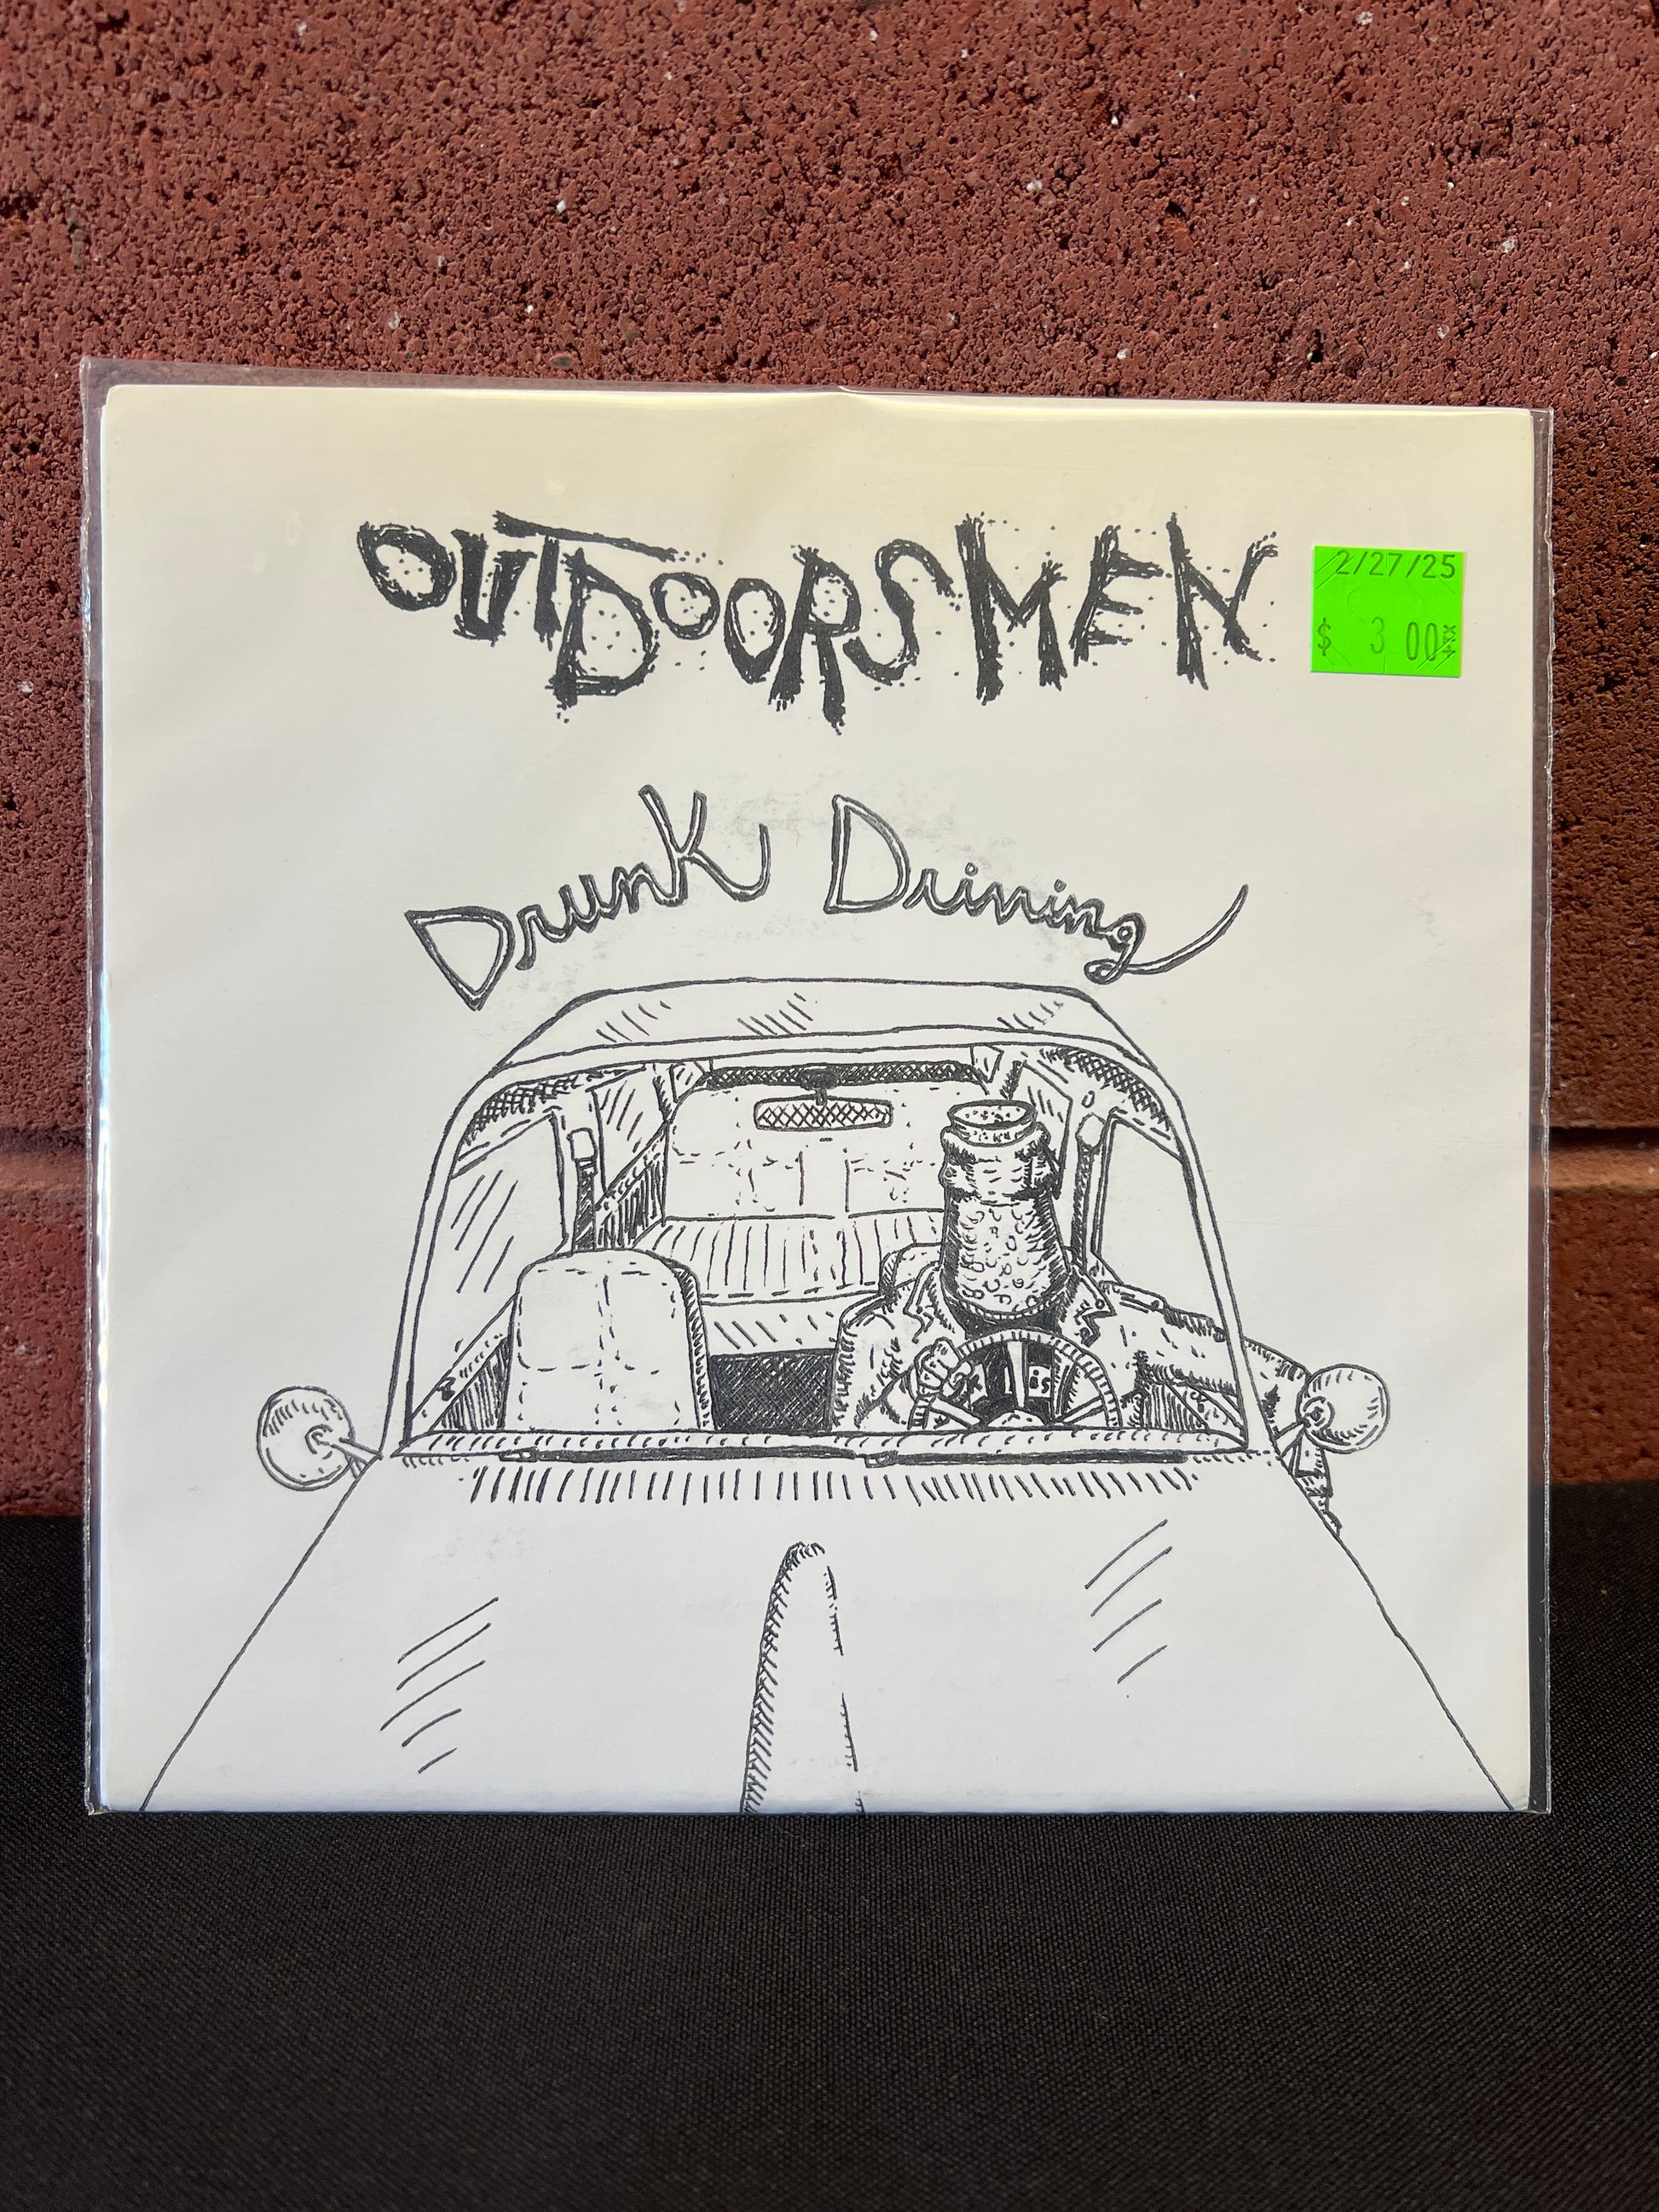 OUTDOORSMEN
2/27/25
$ 3 00
Drunk Driving